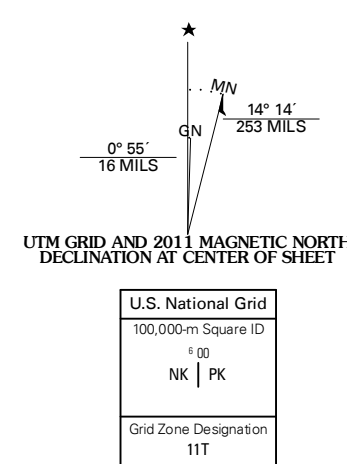 ★
MN
GN
14° 14´
253 MILS
0° 55´
16 MILS
UTM GRID AND 2011 MAGNETIC NORTH
DECLINATION AT CENTER OF SHEET
U.S. National Grid
100,000-m Square ID
6 00
NK | PK
Grid Zone Designation
11T